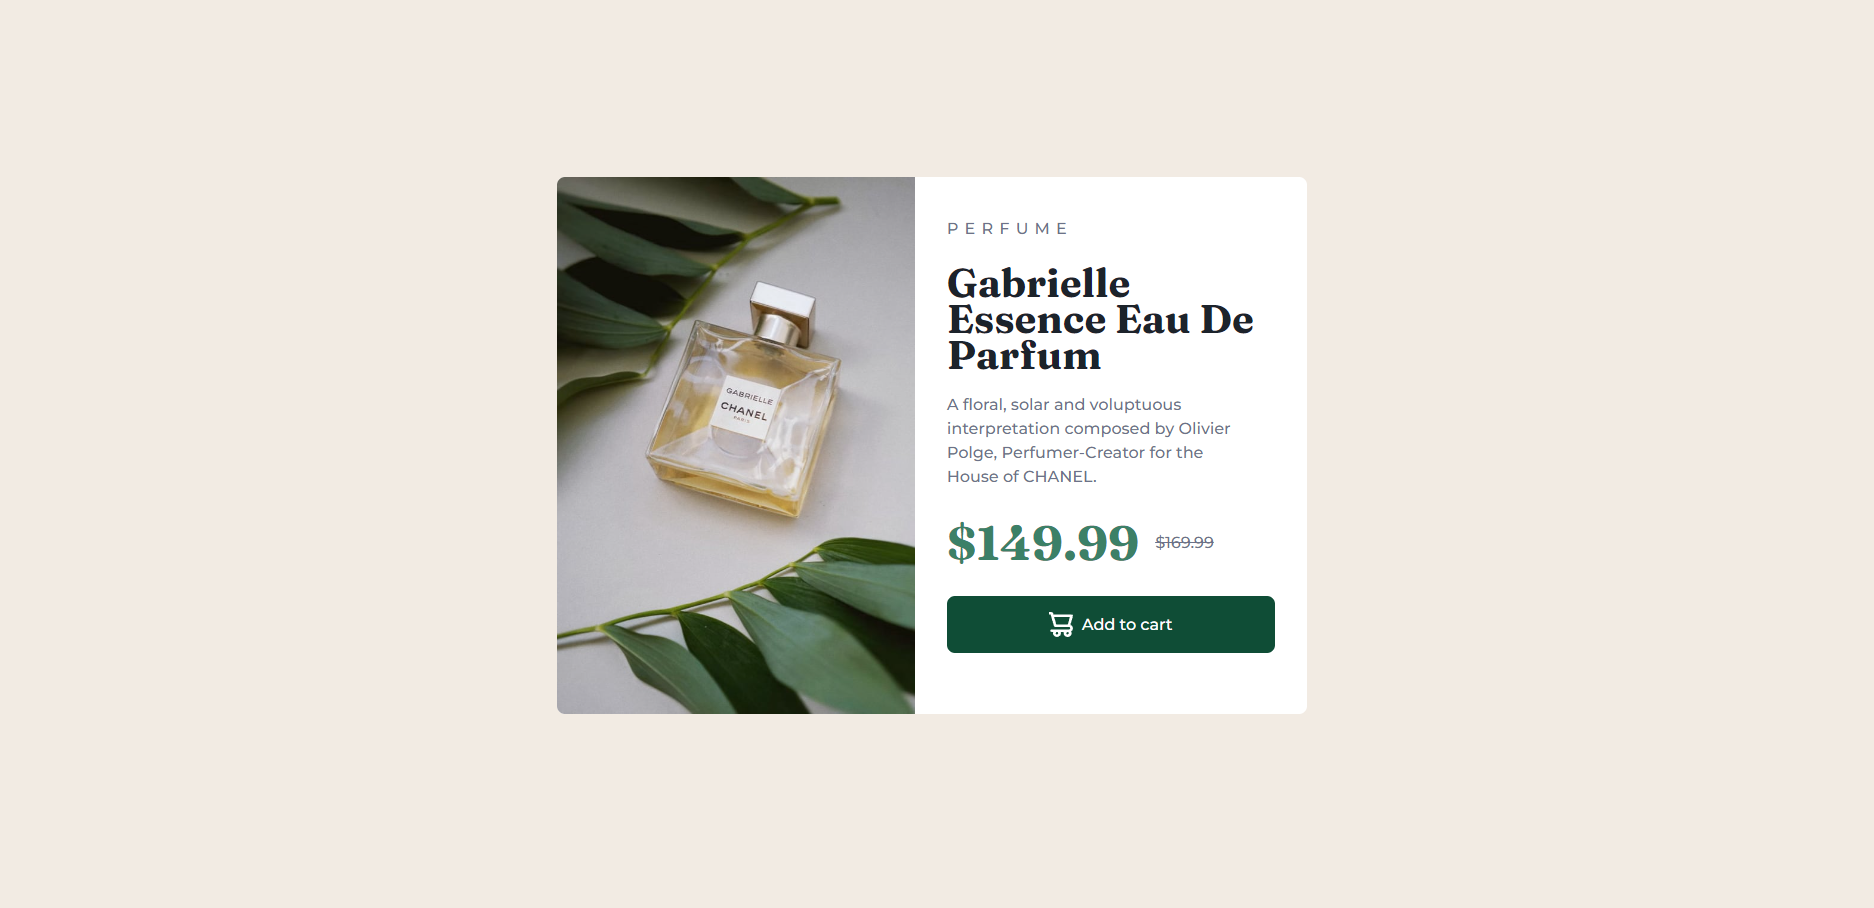 GABRIELLE
CHANEL
PARIS
PERFUME
Gabrielle
Essence Eau De
Parfum
A floral, solar and voluptuous
interpretation composed by Olivier
Polge, Perfumer-Creator for the
House of CHANEL.
$149.99 $169.99
Add to cart